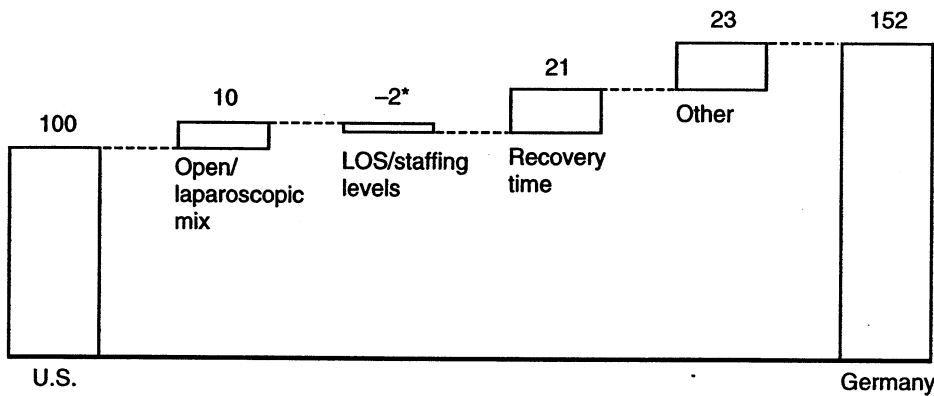 23
152
21
10
–2*
100
Other
Open/
laparoscopic
mix
LOS/staffing
levels
Recovery
time
U.S.
Germany